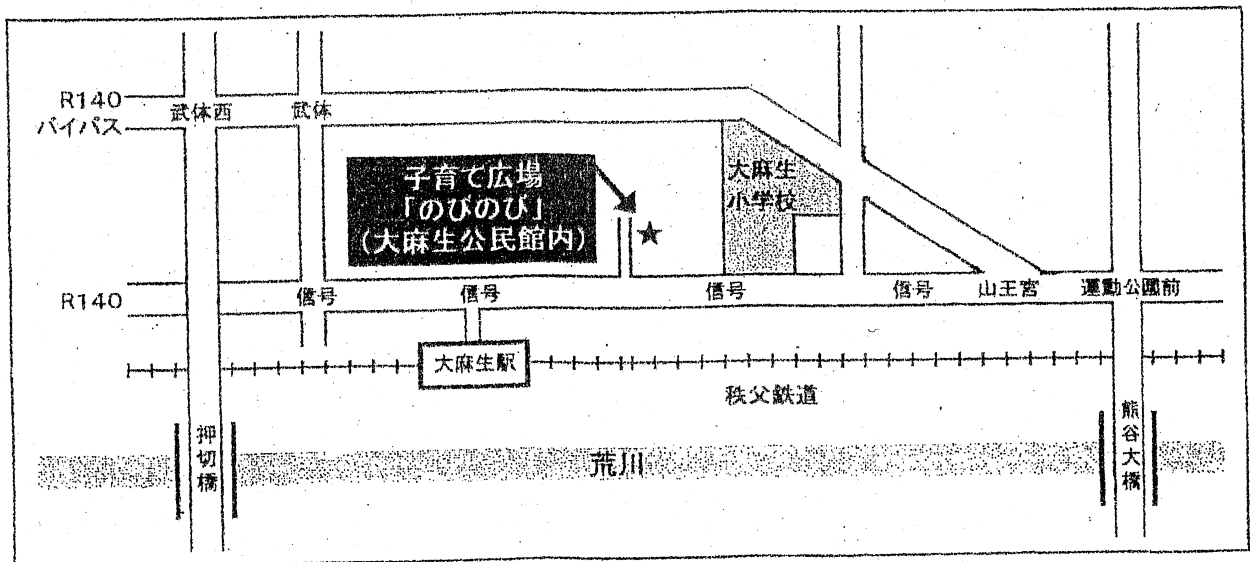 R140
バイパス
武体西
武体
子育て広場
「のびのび」
(大麻生公民館内)
大麻生
小学校
R140
信号
信号
信号
信号
山王宮
運動公園前
大麻生駅
秩父鉄道
押切橋
荒川
熊谷大橋